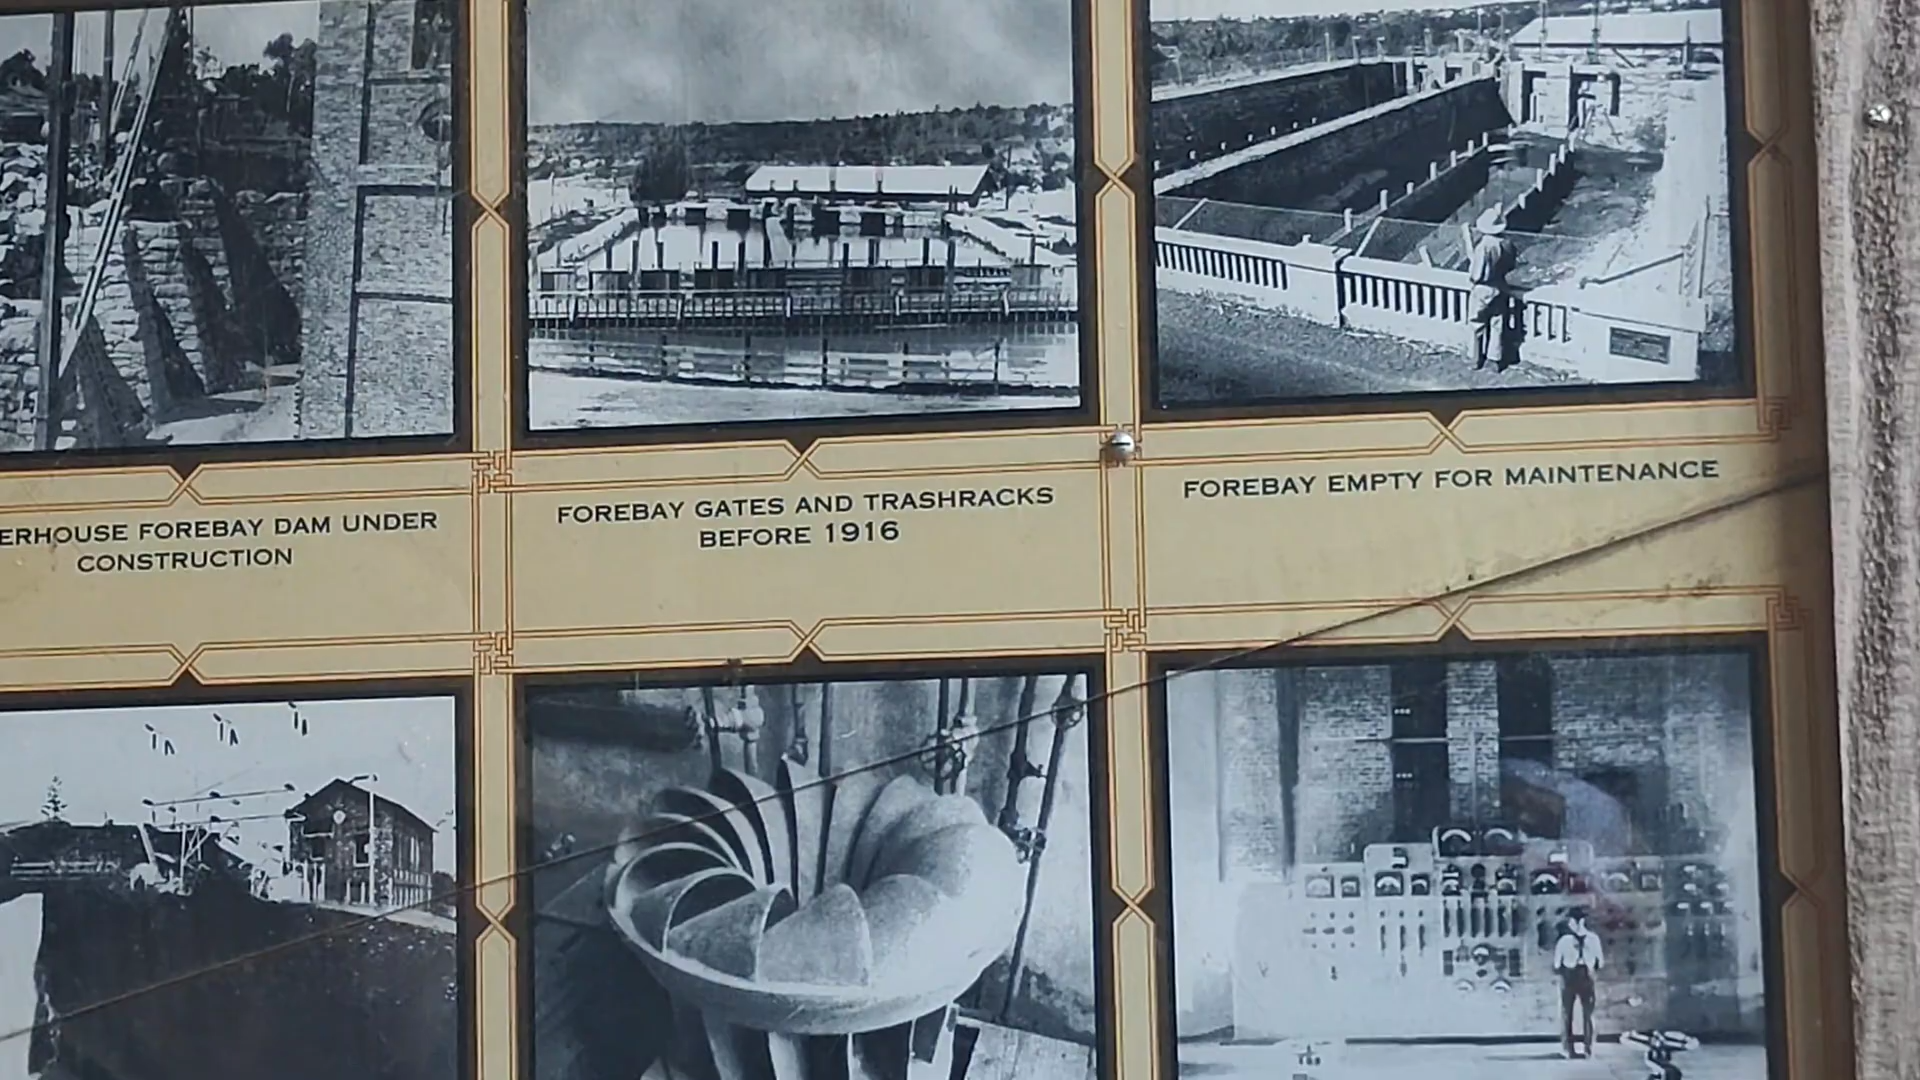 ERHOUSE FOREBAY DAM UNDER
CONSTRUCTION
FOREBAY GATES AND TRASHRACKS
BEFORE 1916
FOREBAY EMPTY FOR MAINTENANCE